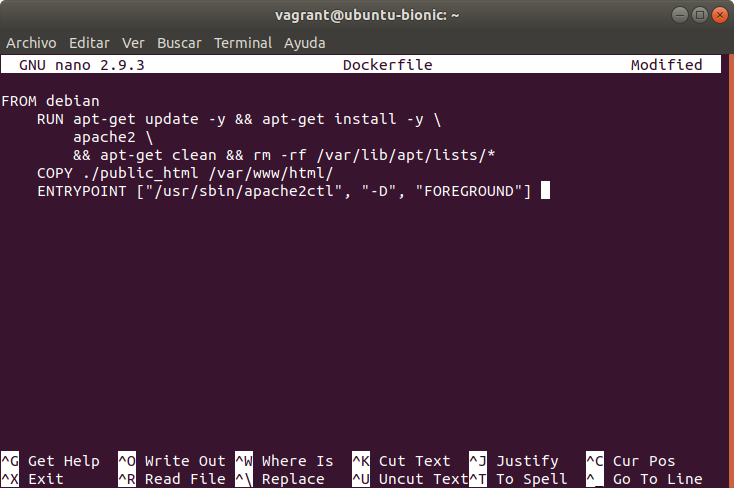 vagrant@ubuntu-bionic: ~
Archivo Editar Ver Buscar Terminal Ayuda
GNU nano 2.9.3 Dockerfile Modified
FROM debian
RUN apt-get update -y && apt-get install -y \
apache2 \
&& apt-get clean && rm -rf /var/lib/apt/lists/*
COPY ./public_html /var/www/html/
ENTRYPOINT ["/usr/sbin/apache2ctl", "-D", "FOREGROUND"]
^G Get Help ^O Write Out ^W Where Is ^K Cut Text ^J Justify ^C Cur Pos
^X Exit ^R Read File ^\ Replace ^U Uncut Text ^T To Spell ^_ Go To Line